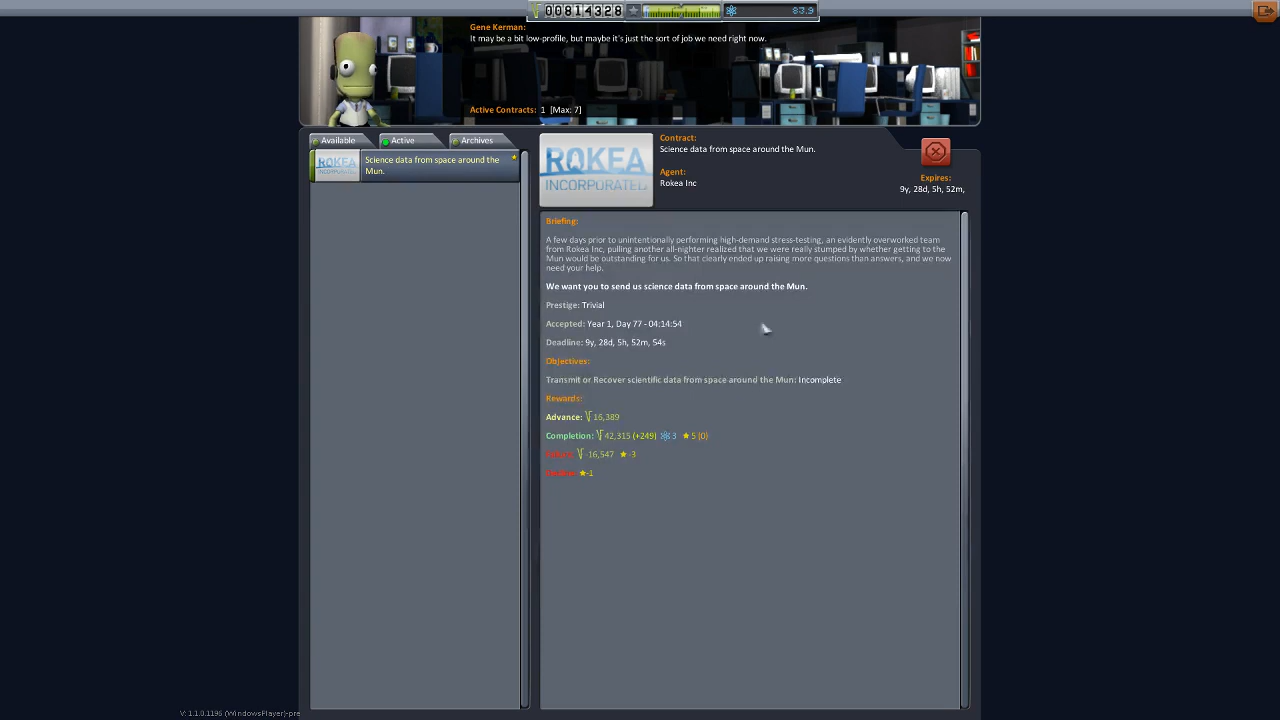 00814328
83.9
Gene Kerman:
It may be a bit low-profile, but maybe it's just the sort of job we need right now.
Active Contracts: 1 [Max: 7]
Available
Active
Archives
Science data from space around the
Mun.
ROKEA
INCORPORATED
Contract:
Science data from space around the Mun.
Agent:
Rokea Inc
Expires:
9y, 28d, 5h, 52m,
Briefing:
A few days prior to unintentionally performing high-demand stress-testing, an evidently overworked team
from Rokea Inc, pulling another all-nighter realized that we were really stumped by whether getting to the
Mun would be outstanding for us. So that clearly ended up raising more questions than answers, and we now
need your help.
We want you to send us science data from space around the Mun.
Prestige: Trivial
Accepted: Year 1, Day 77 - 04:14:54
Deadline: 9y, 28d, 5h, 52m, 54s
Objectives:
Transmit or Recover scientific data from space around the Mun: Incomplete
Rewards:
Advance: 16,389
Completion: 42,315 (+249) 3 5 (0)
-16,547 -3
-1
V: 1.1.0.1196 (WindowsPlayer)-pre